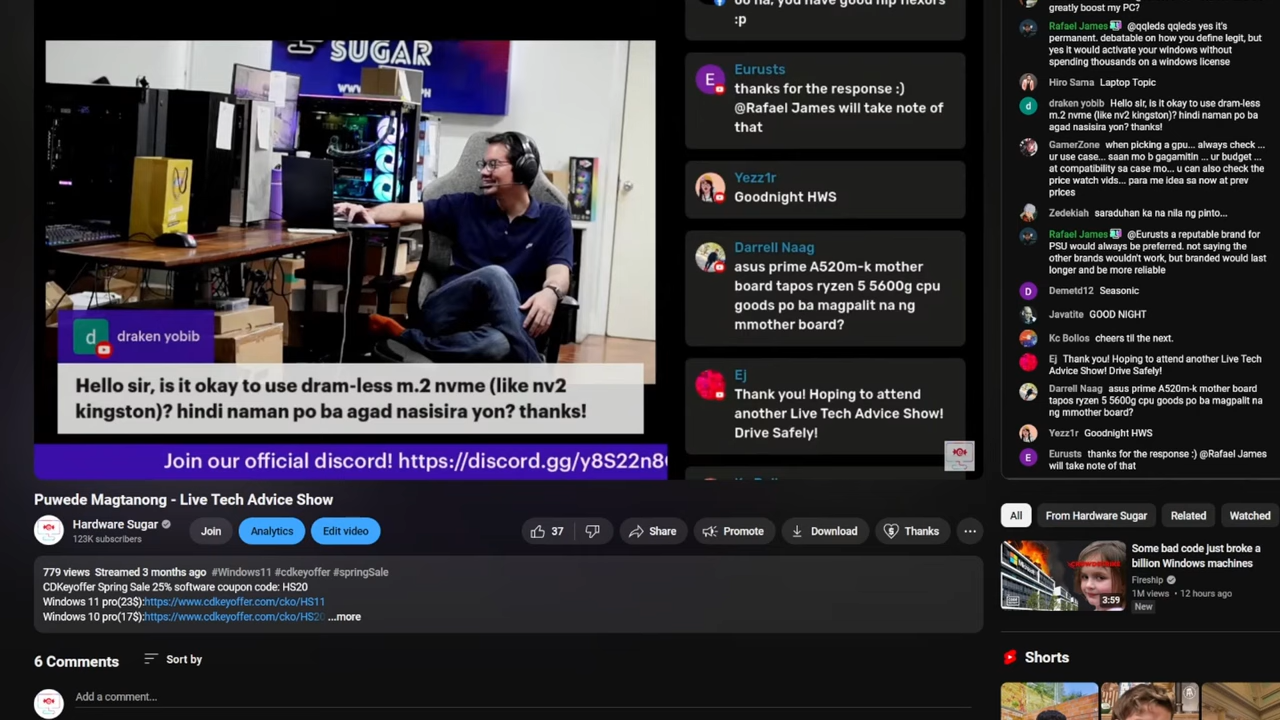 SUGAR
draken yobib
Hello sir, is it okay to use dram-less m.2 nvme (like nv2
kingston)? hindi naman po ba agad nasisira yon? thanks!
Join our official discord! https://discord.gg/y8S22n8
:p
Eurusts
thanks for the response :)
@Rafael James will take note of
that
Yezz1r
Goodnight HWS
Darrell Naag
asus prime A520m-k mother
board tapos ryzen 5 5600g cpu
goods po ba magpalit na ng
mmother board?
Ej
Thank you! Hoping to attend
another Live Tech Advice Show!
Drive Safely!
greatly boost my PC?
Rafael James @qqleds qqleds yes it's
permanent. debatable on how you define legit, but
yes it would activate your windows without
spending thousands on a windows license
Hiro Sama Laptop Topic
draken yobib Hello sir, is it okay to use dram-less
m.2 nvme (like nv2 kingston)? hindi naman po ba
agad nasisira yon? thanks!
GamerZone when picking a gpu... always check ...
ur use case... saan mo b gagamitin ... ur budget ...
at compatibility sa case mo... u can also check the
price watch vids... para me idea sa now at prev
prices
Zedekiah saraduhan ka na nila ng pinto...
Rafael James @Eurusts a reputable brand for
PSU would always be preferred. not saying the
other brands wouldn't work, but branded would last
longer and be more reliable
Demetd12 Seasonic
Javatite GOOD NIGHT
Kc Bollos cheers til the next.
Ej Thank you! Hoping to attend another Live Tech
Advice Show! Drive Safely!
Darrell Naag asus prime A520m-k mother board
tapos ryzen 5 5600g cpu goods po ba magpalit na
ng mmother board?
Yezz1r Goodnight HWS
Eurusts thanks for the response :) @Rafael James
will take note of that
Puwede Magtanong - Live Tech Advice Show
Hardware Sugar
123K subscribers
Join
Analytics
Edit video
37
Share
Promote
Download
Thanks
779 views Streamed 3 months ago #Windows11 #cdkeyoffer #springSale
CDKeyoffer Spring Sale 25% software coupon code: HS20
Windows 11 pro(23$):https://www.cdkeyoffer.com/cko/HS11
Windows 10 pro(17$):https://www.cdkeyoffer.com/cko/HS20 ...more
6 Comments
Sort by
Add a comment...
All
From Hardware Sugar
Related
Watched
3:59
Some bad code just broke a
billion Windows machines
Fireship
1M views • 12 hours ago
New
Shorts